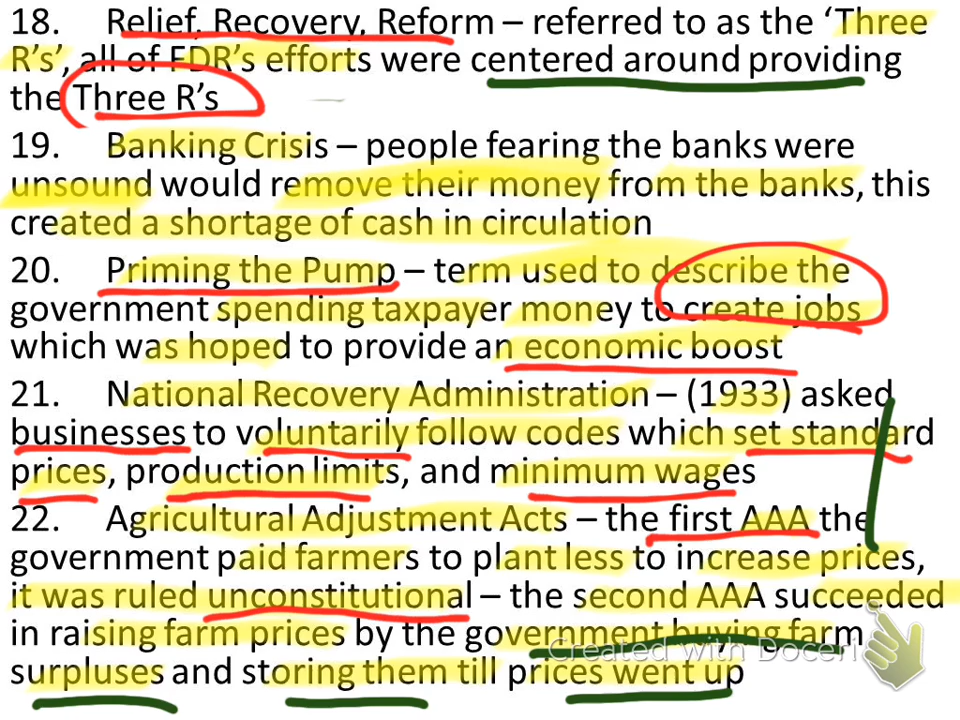 18. Relief, Recovery, Reform – referred to as the ‘Three
R’s’, all of FDR’s efforts were centered around providing
the Three R’s
19. Banking Crisis – people fearing the banks were
unsound would remove their money from the banks, this
created a shortage of cash in circulation
20. Priming the Pump – term used to describe the
government spending taxpayer money to create jobs
which was hoped to provide an economic boost
21. National Recovery Administration – (1933) asked
businesses to voluntarily follow codes which set standard
prices, production limits, and minimum wages
22. Agricultural Adjustment Acts – the first AAA the
government paid farmers to plant less to increase prices,
it was ruled unconstitutional – the second AAA succeeded
in raising farm prices by the government buying farm
Created with Doceri
surpluses and storing them till prices went up